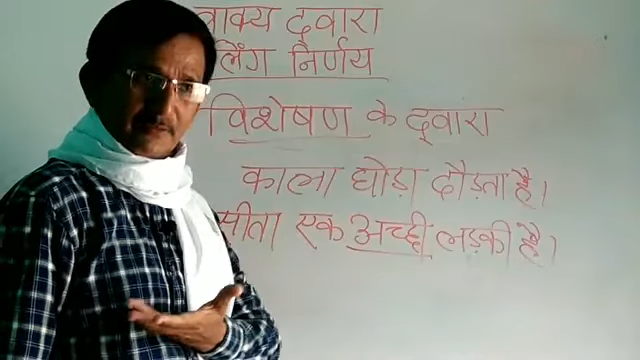 वाक्य द्वारा
लिंग निर्णय
विशेषण के द्वारा
काला घोड़ा दौड़ता है।
सीता एक अच्छी लड़की है।